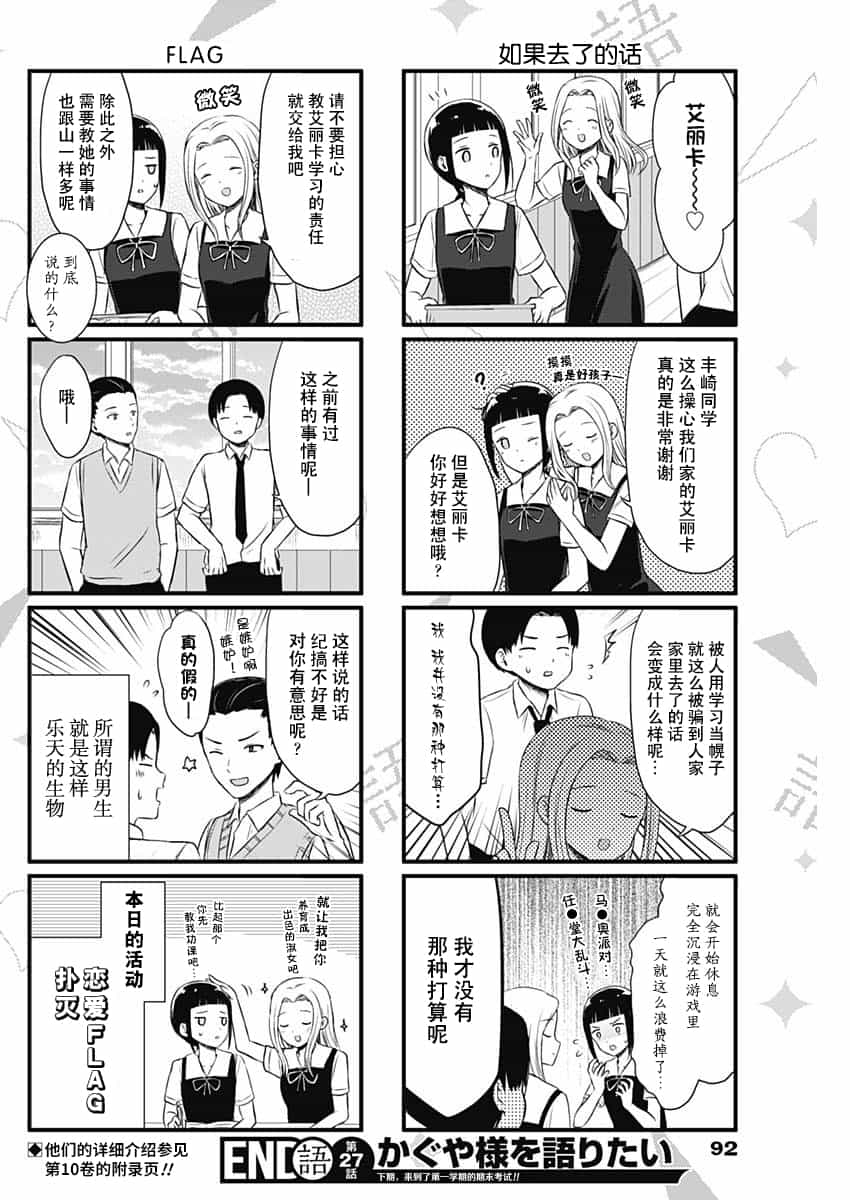 如果去了的话
艾丽卡～～～♡
微笑
微笑
丰崎同学
这么操心我们家的艾丽卡
真的是非常谢谢
摸摸
真是好孩子—
?
但是艾丽卡
你好好想想哦？
被人用学习当幌子
就这么被骗到人家
家里去了的话
会变成什么样呢…
我 我并没有那种打算…
就会开始休息
完全沉浸在游戏里
一天就这么浪费掉了…
马●奥派对…
任●堂大乱斗…
我才没有
那种打算呢
FLAG
请不要担心
教艾丽卡学习的责任
就交给我吧
微笑
除此之外
需要教她的事情
也跟山一样多呢
到底
说的什么？
之前有过
这样的事情呢—
哦—
这样说的话
纪搞不好是
对你有意思呢？
是嫉妒啊
嫉妒！
真的假的—
所谓的男生
就是这样
乐天的生物
就让我把你
养育成
出色的淑女吧
比起那个
你先
教我功课吧…
本日的活动
恋爱FLAG
扑灭
◆他们的详细介绍参见
第10卷的附录页!!
END
語
第27話
かぐや様を語りたい
92
下期，来到了第一学期的期末考试!!
語
語
語
語